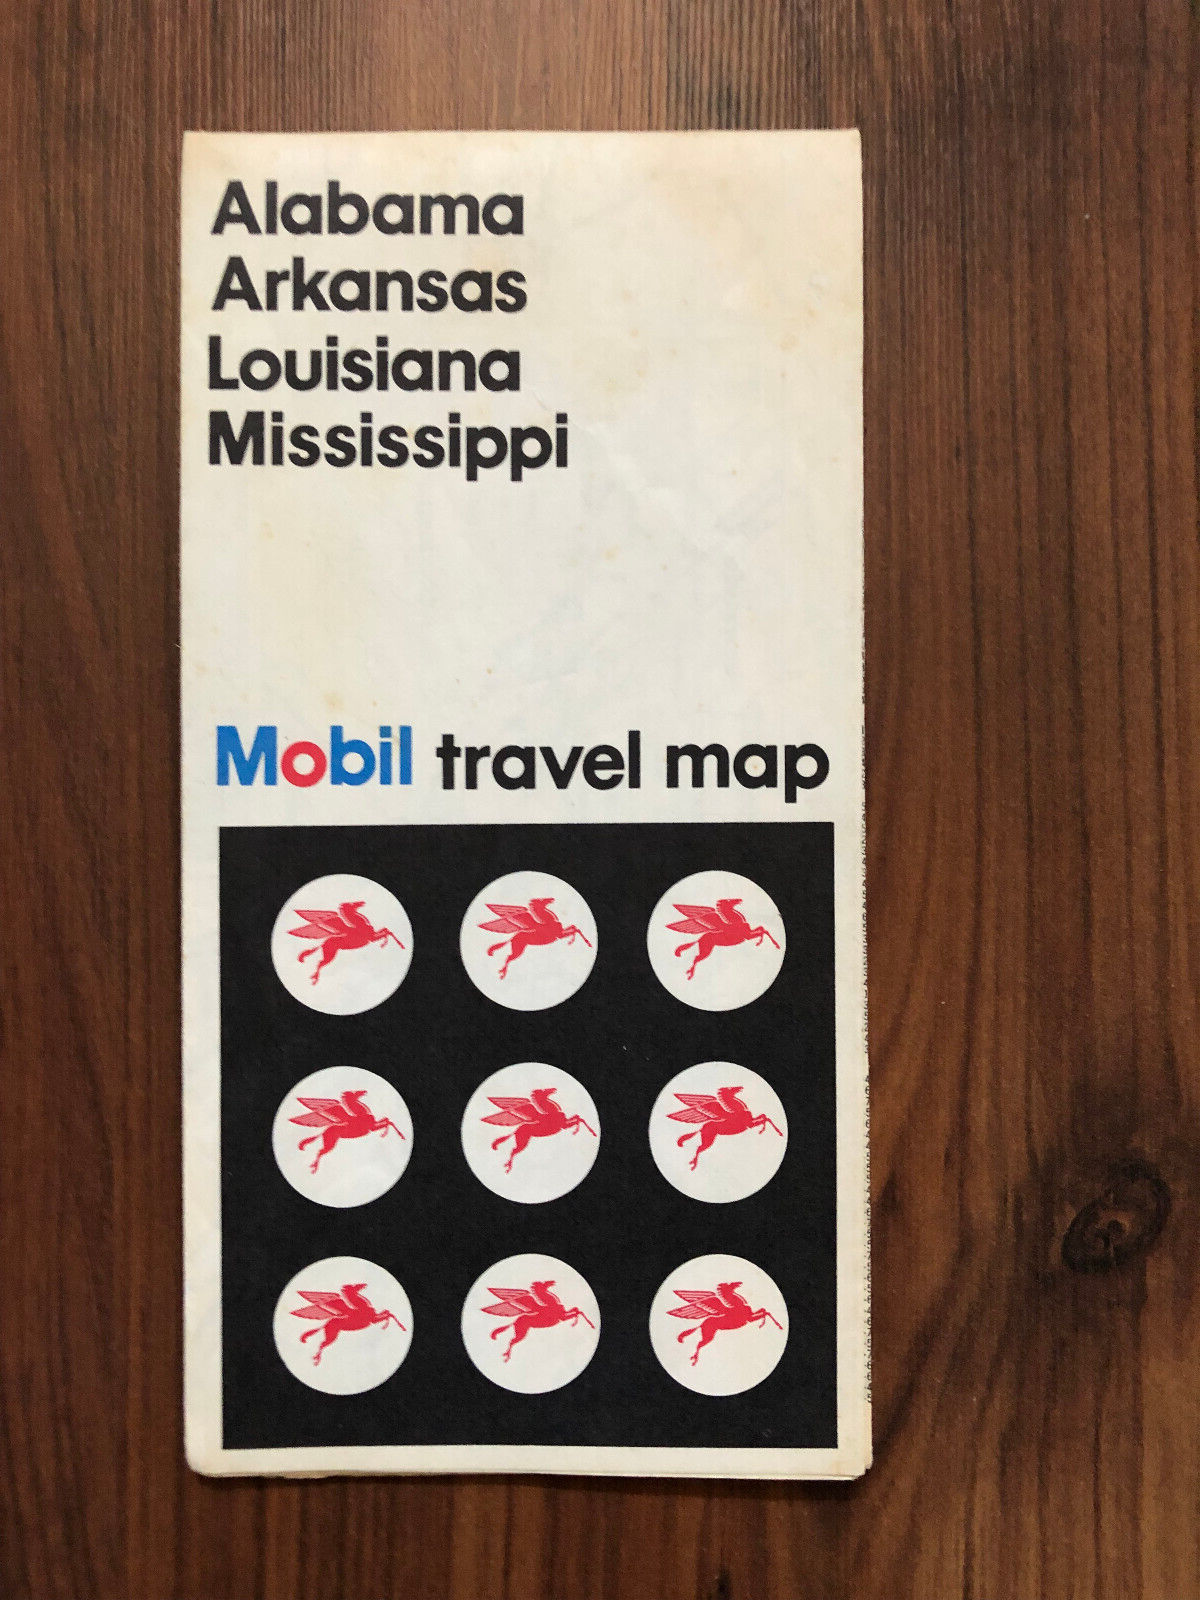 Alabama
Arkansas
Louisiana
Mississippi
Mobil travel map